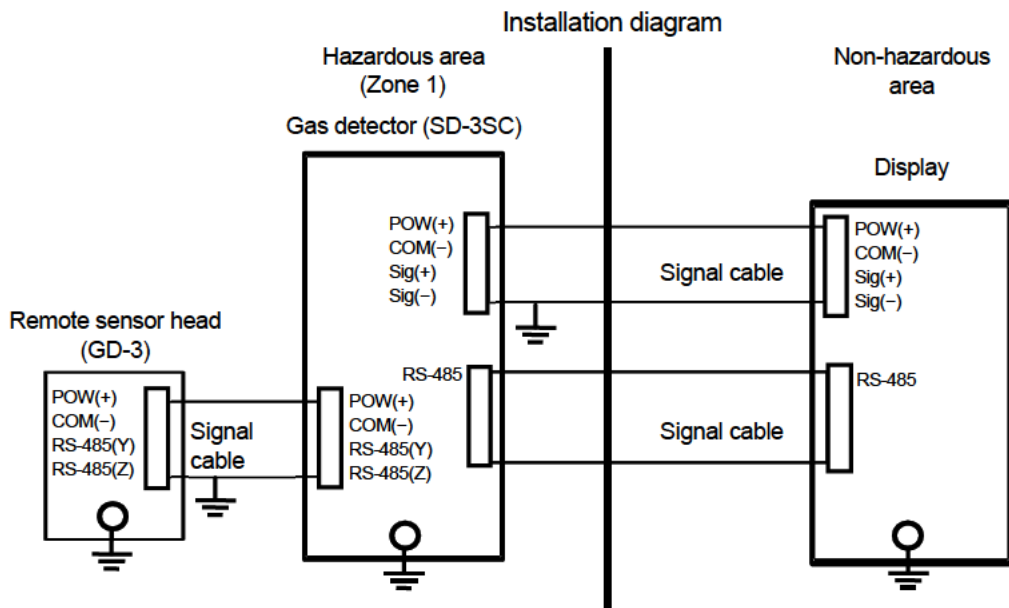 Installation diagram
Hazardous area
(Zone 1)
Non-hazardous
area
Gas detector (SD-3SC)
Display
POW(+)
COM(−)
Sig(+)
Sig(−)
Signal cable
POW(+)
COM(−)
Sig(+)
Sig(−)
Remote sensor head
(GD-3)
RS-485
Signal cable
RS-485
POW(+)
COM(−)
RS-485(Y)
RS-485(Z)
Signal
cable
POW(+)
COM(−)
RS-485(Y)
RS-485(Z)